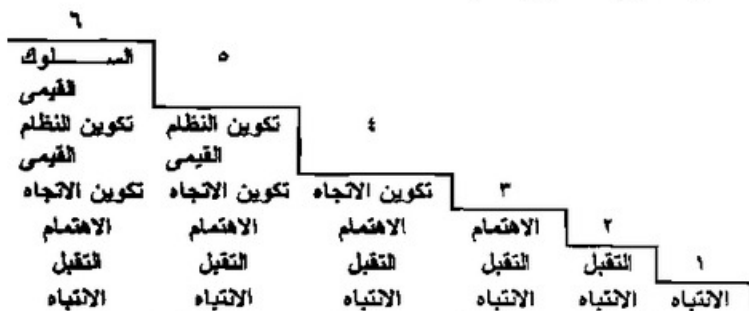 ٦
السلوك ٥
القيمى
تكوين النظام تكوين النظام ٤
القيمى القيمى
تكوين الاتجاه تكوين الاتجاه تكوين الاتجاه ٣
الاهتمام الاهتمام الاهتمام الاهتمام ٢
التقبل التقبل التقبل التقبل التقبل ١
الانتباه الانتباه الانتباه الانتباه الانتباه الانتباه